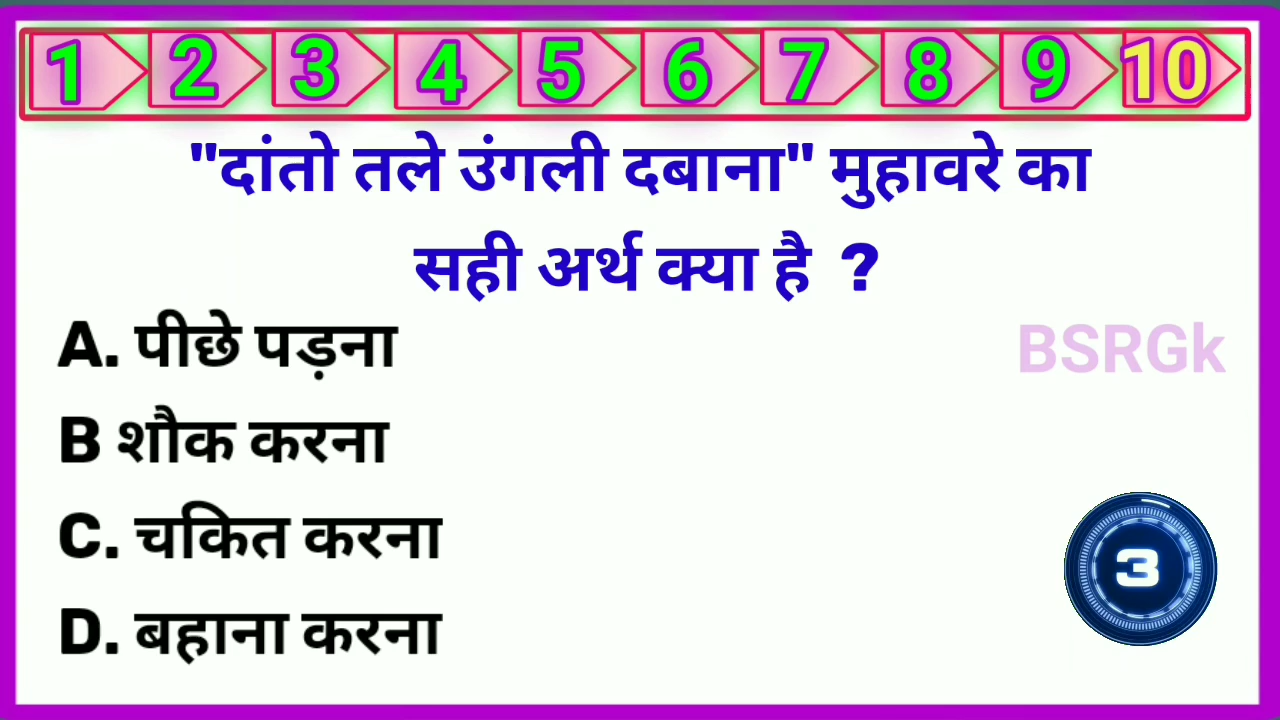 1 2 3 4 5 6 7 8 9 10
"दांतो तले उंगली दबाना" मुहावरे का
सही अर्थ क्या है ?
A. पीछे पड़ना
BSRGk
B शौक करना
C. चकित करना
3
D. बहाना करना